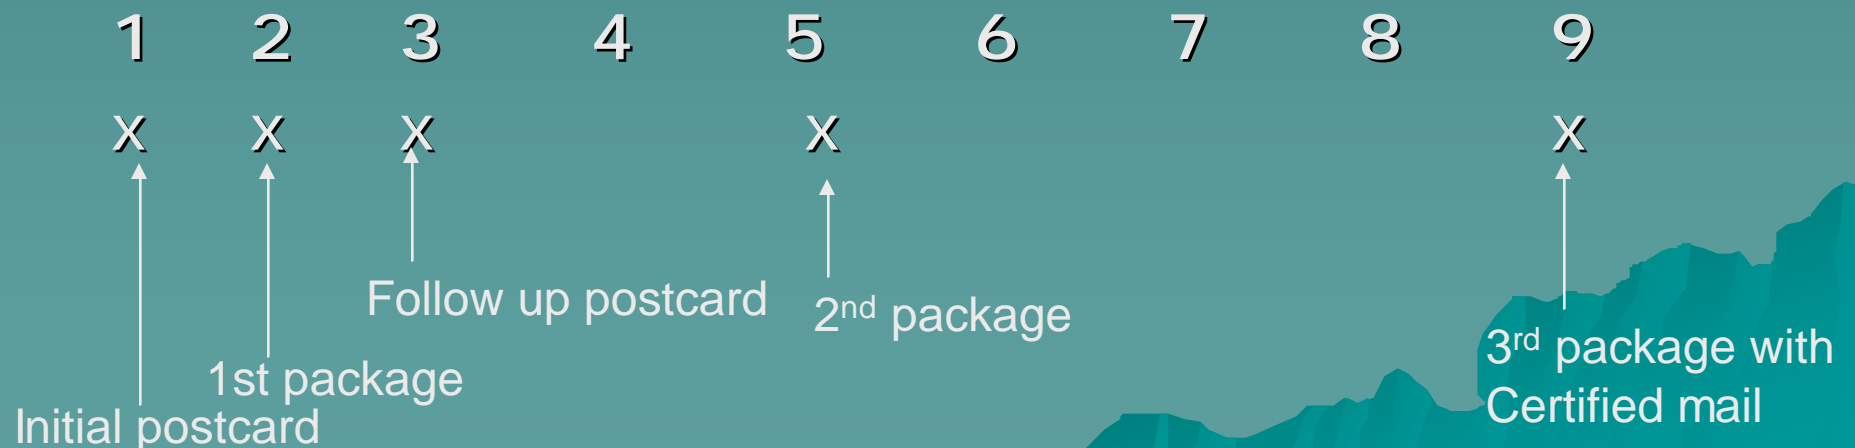 1 2 3 4 5 6 7 8 9
x x x x x
Follow up postcard
2nd package
1st package
Initial postcard
3rd package with
Certified mail